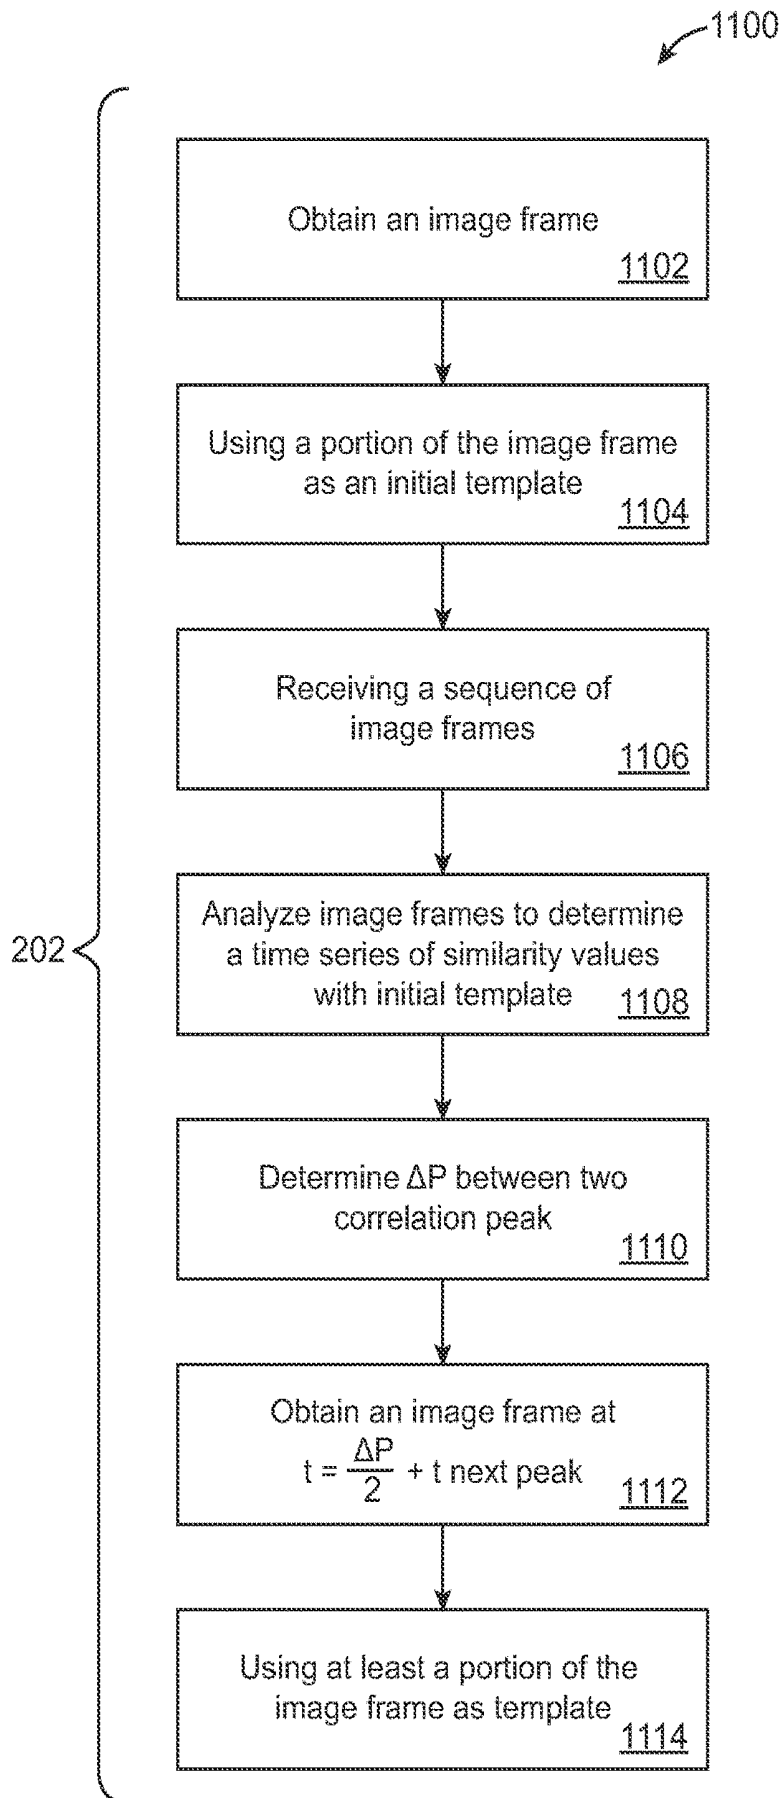 1100
Obtain an image frame
1102
Using a portion of the image frame
as an initial template
1104
Receiving a sequence of
image frames
1106
202
Analyze image frames to determine
a time series of similarity values
with initial template
1108
Determine ΔP between two
correlation peak
1110
Obtain an image frame at
t = ΔP/2 + t next peak
1112
Using at least a portion of the
image frame as template
1114